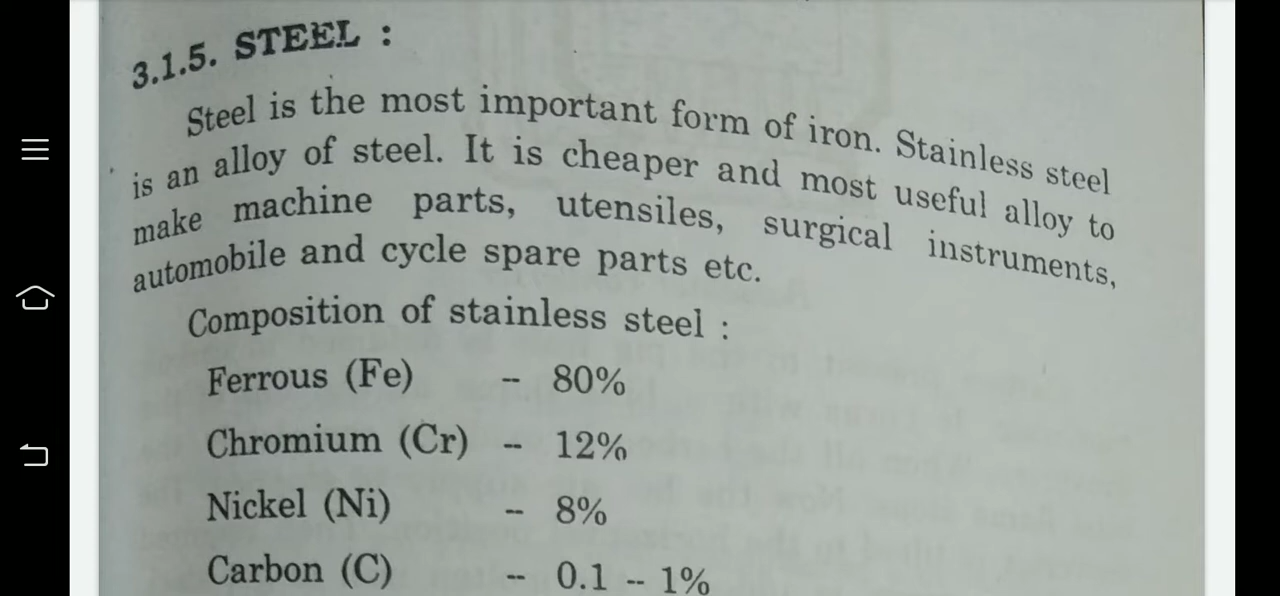 3.1.5. STEEL :
Steel is the most important form of iron. Stainless steel
is an alloy of steel. It is cheaper and most useful alloy to
make machine parts, utensiles, surgical instruments,
automobile and cycle spare parts etc.
Composition of stainless steel :
Ferrous (Fe) -- 80%
Chromium (Cr) -- 12%
Nickel (Ni) -- 8%
Carbon (C) -- 0.1 -- 1%